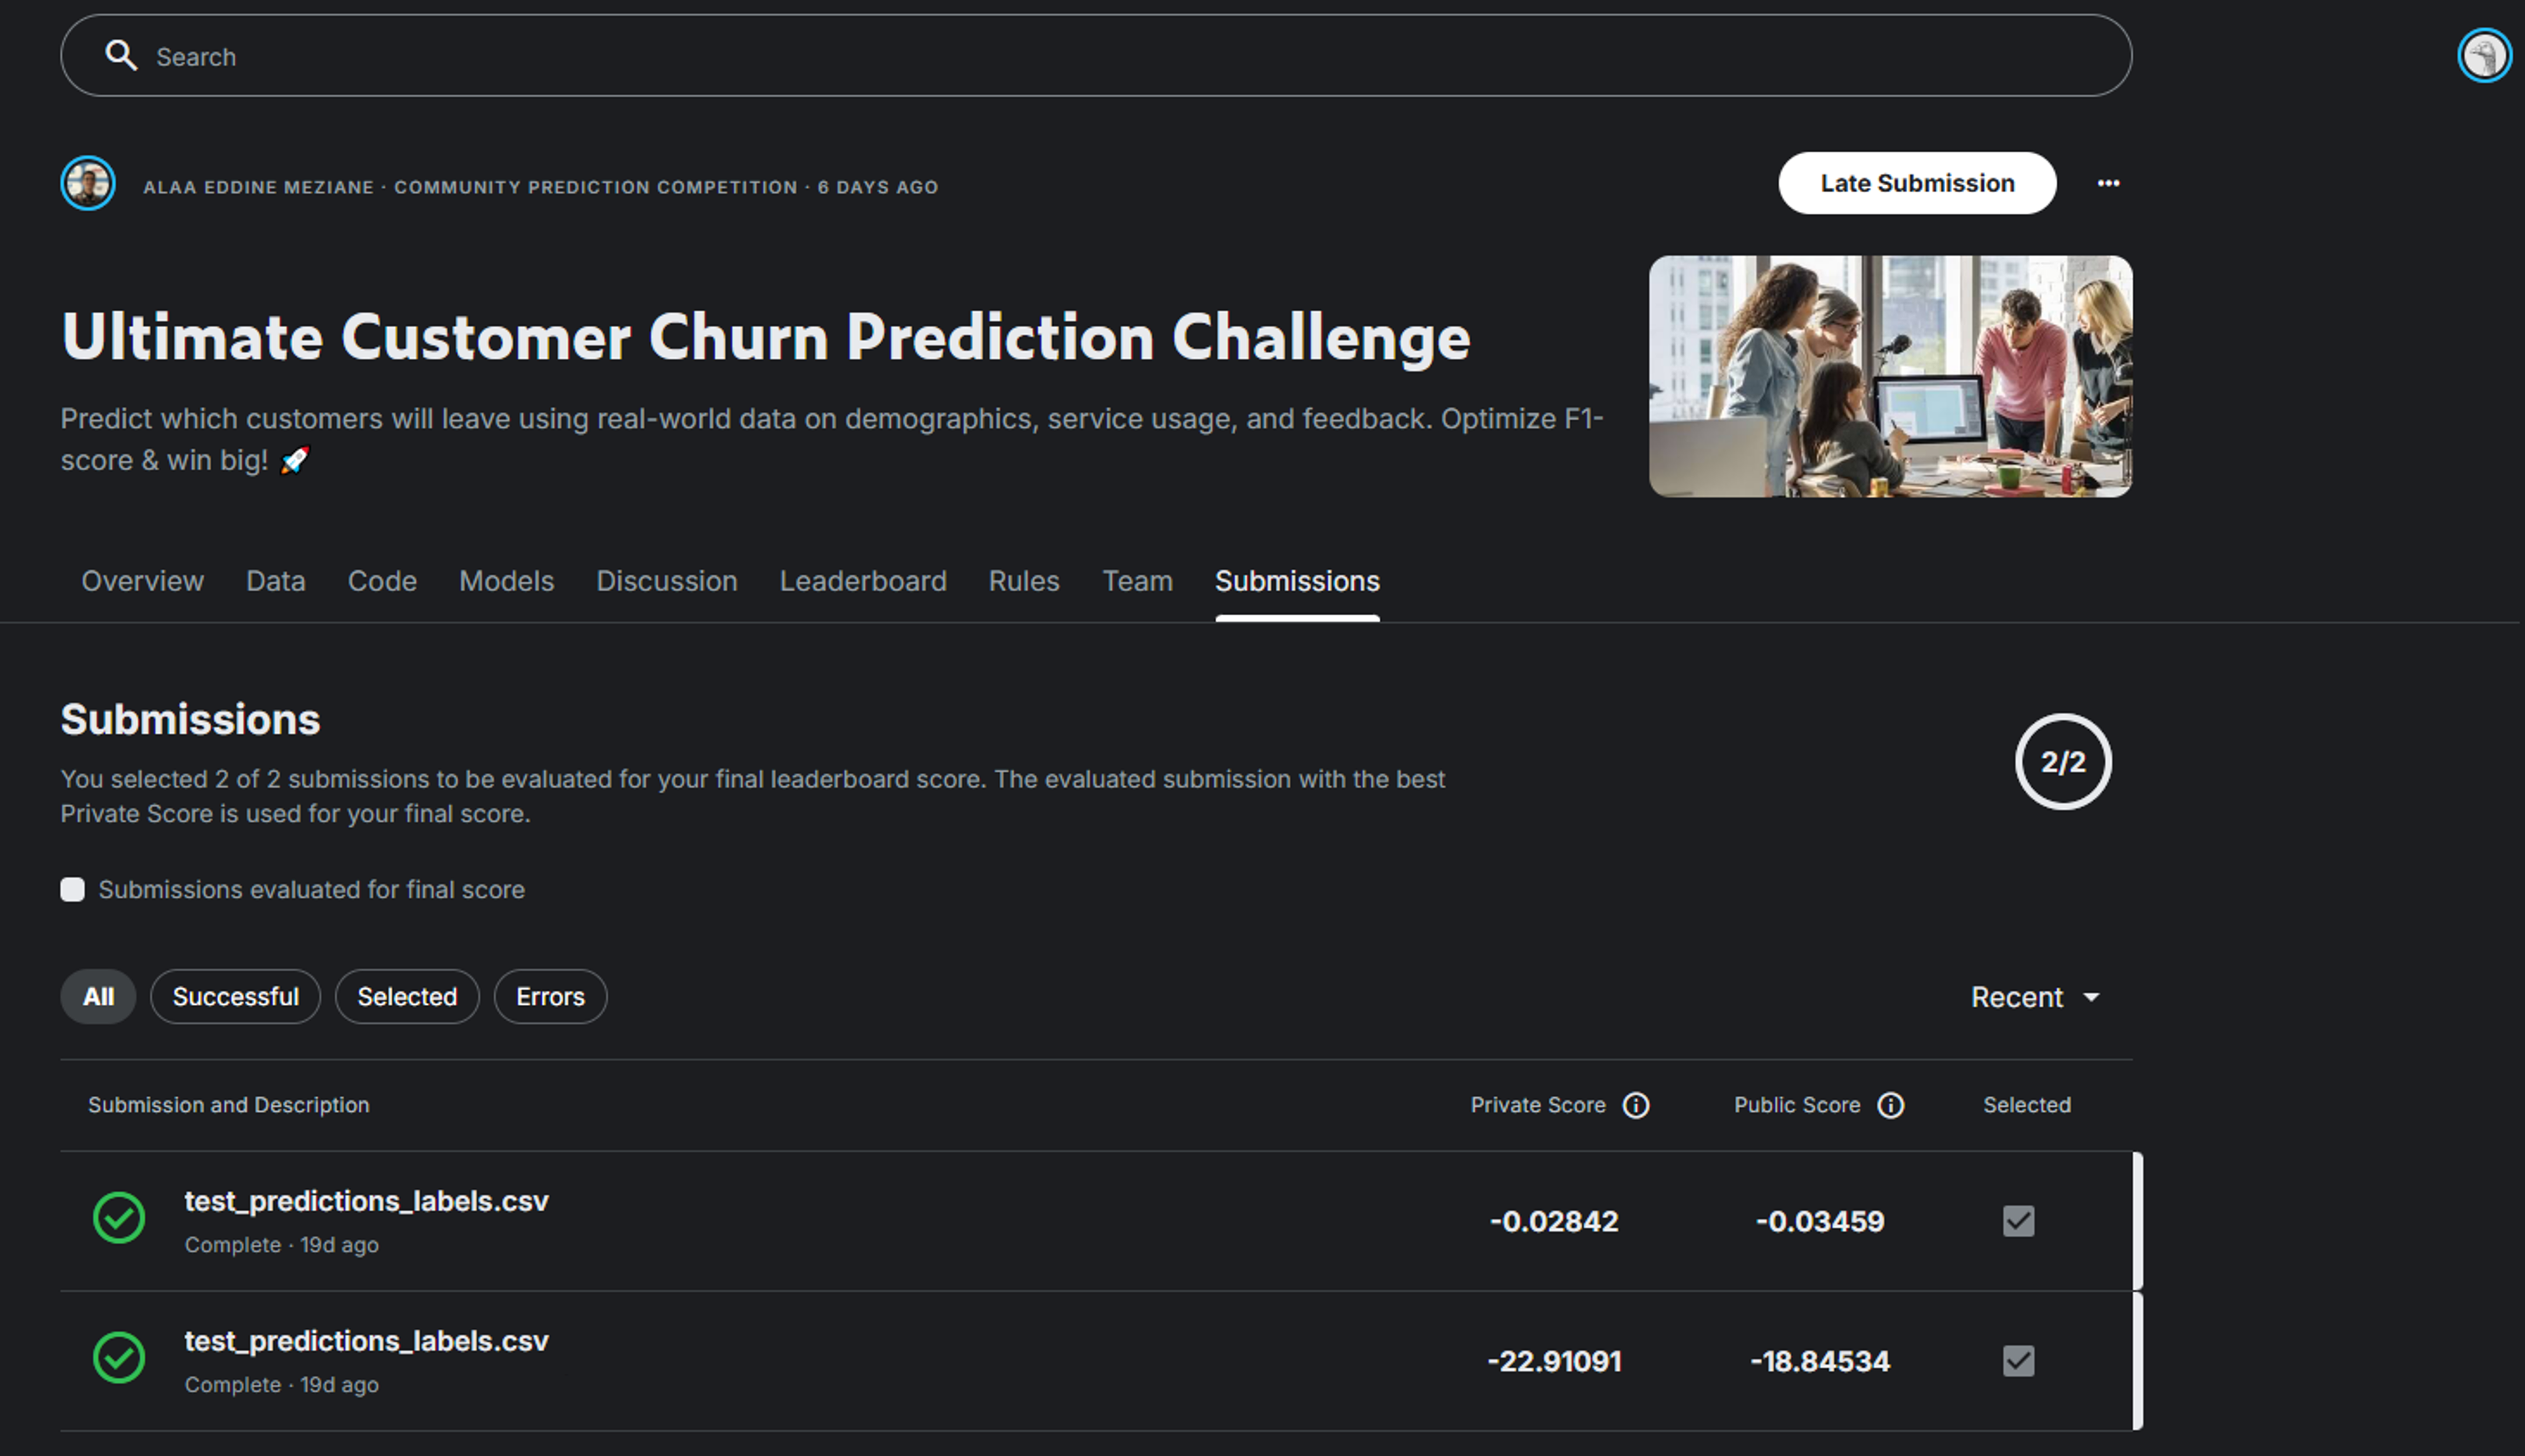 Search
ALAA EDDINE MEZIANE · COMMUNITY PREDICTION COMPETITION · 6 DAYS AGO
Late Submission
Ultimate Customer Churn Prediction Challenge
Predict which customers will leave using real-world data on demographics, service usage, and feedback. Optimize F1-
score & win big! 🚀
Overview Data Code Models Discussion Leaderboard Rules Team Submissions
Submissions
You selected 2 of 2 submissions to be evaluated for your final leaderboard score. The evaluated submission with the best
Private Score is used for your final score.
2/2
Submissions evaluated for final score
All Successful Selected Errors Recent
Submission and Description Private Score Public Score Selected
test_predictions_labels.csv
Complete · 19d ago
-0.02842 -0.03459
test_predictions_labels.csv
Complete · 19d ago
-22.91091 -18.84534